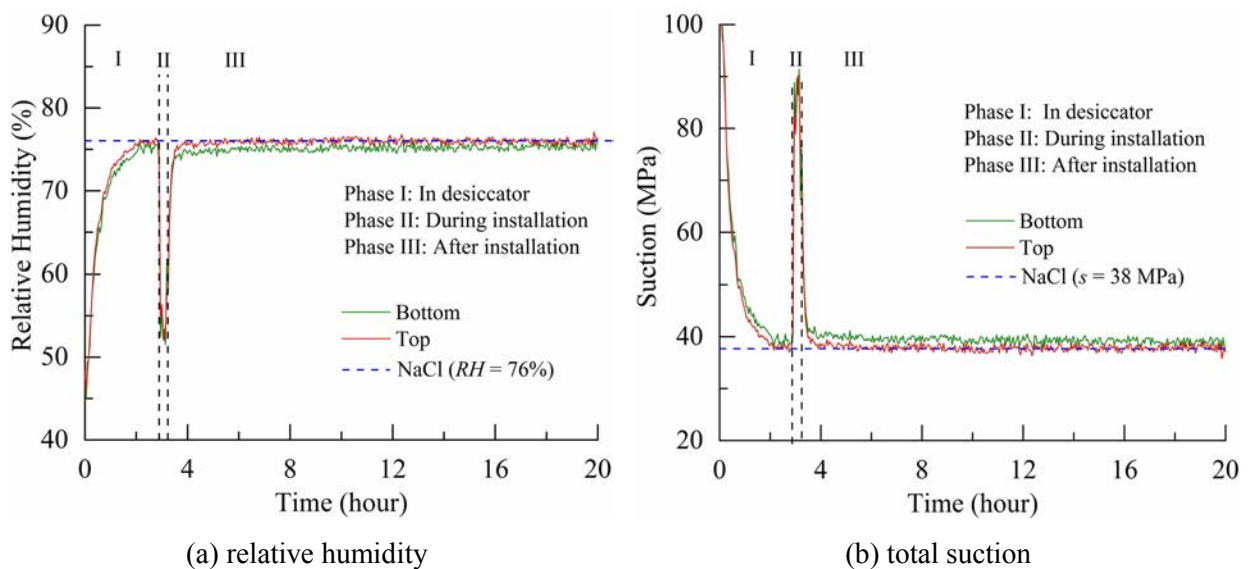 90
80
70
60
50
40
Relative Humidity (%)
I
II
III
Phase I: In desiccator
Phase II: During installation
Phase III: After installation
Bottom
Top
NaCl (RH = 76%)
0
4
8
12
16
20
Time (hour)
(a) relative humidity
100
80
60
40
20
Suction (MPa)
I
II
III
Phase I: In desiccator
Phase II: During installation
Phase III: After installation
Bottom
Top
NaCl (s = 38 MPa)
0
4
8
12
16
20
Time (hour)
(b) total suction